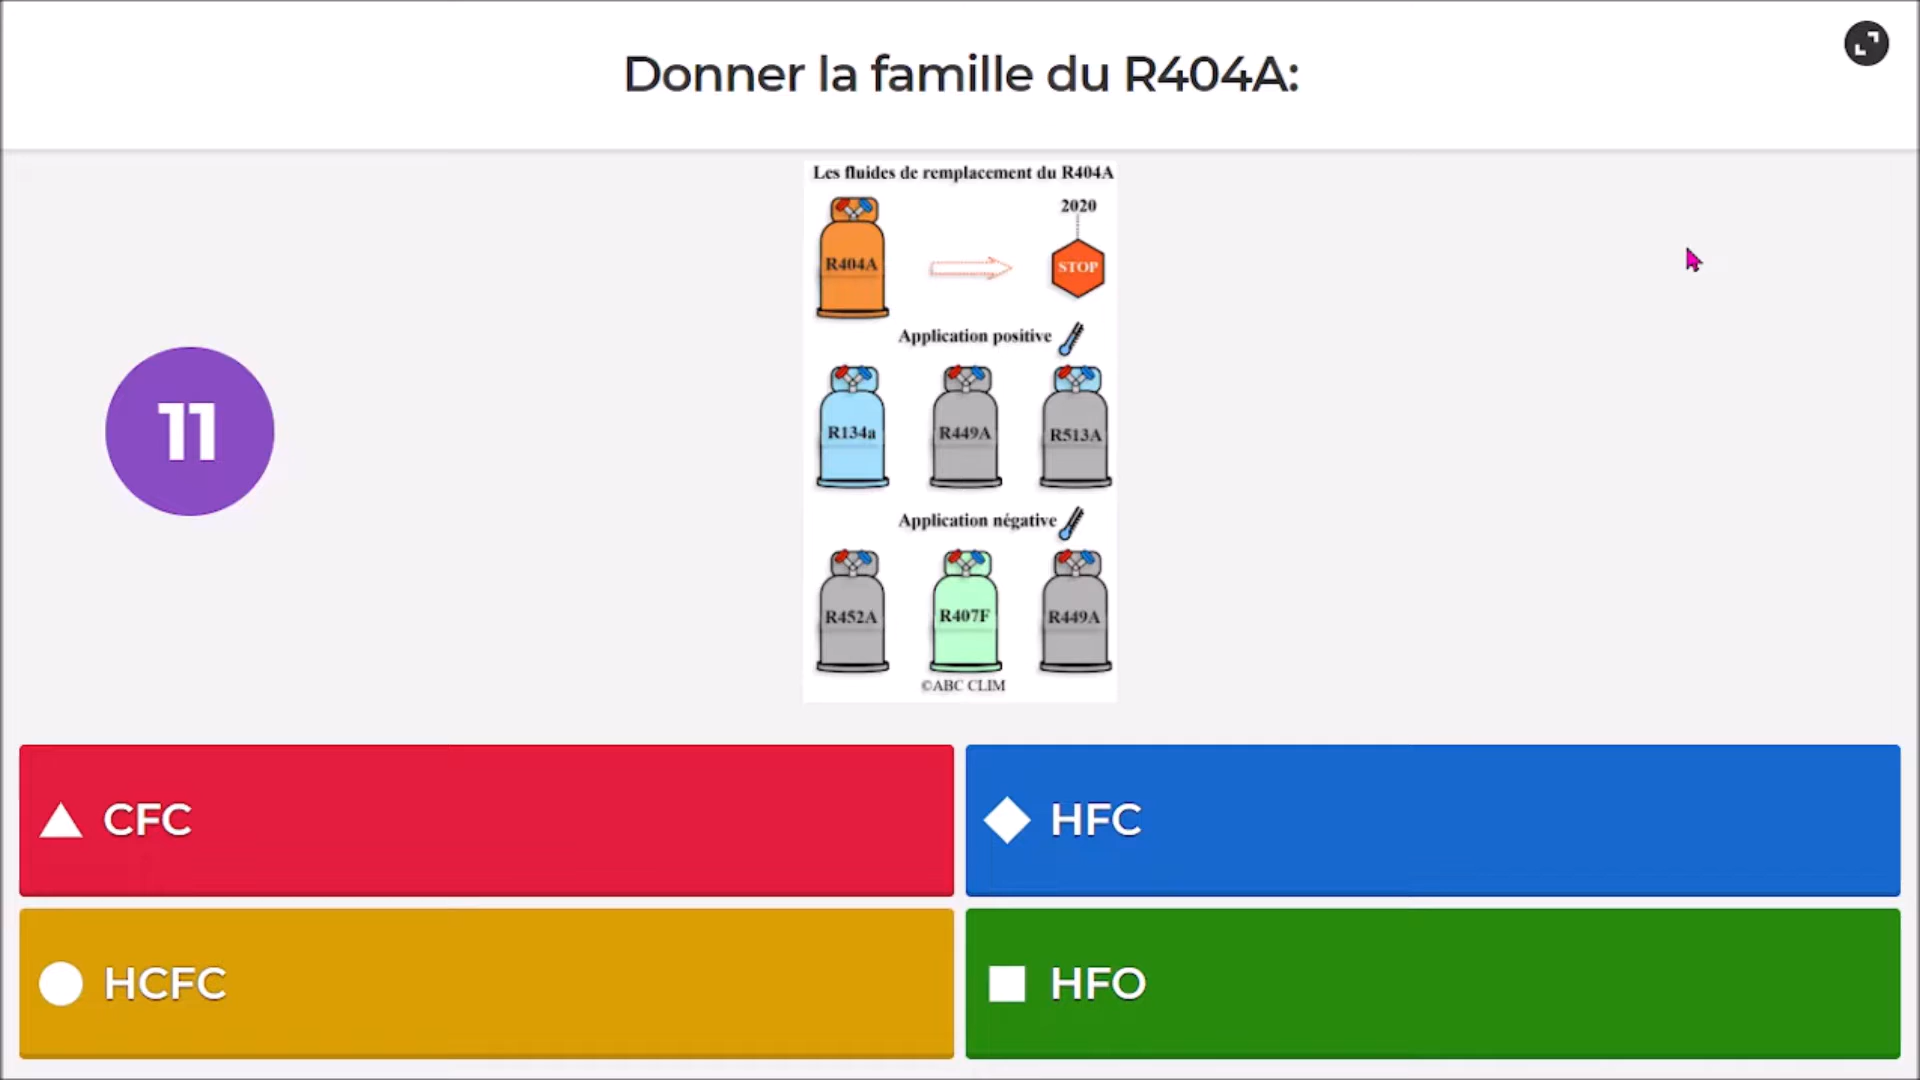 Donner la famille du R404A:
Les fluides de remplacement du R404A
2020
R404A
STOP
Application positive
R134a
R449A
R513A
Application négative
R452A
R407F
R449A
©ABC CLIM
11
CFC
HFC
HCFC
HFO